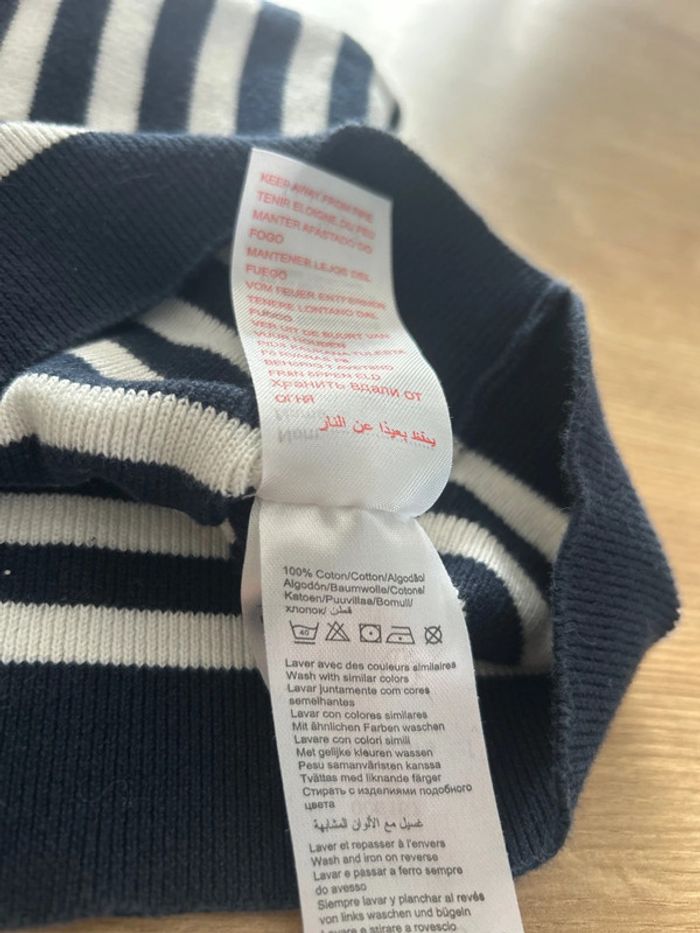 KEEP AWAY FROM FIRE
TENIR ELOIGNE DU FEU
MANTER AFASTADO DO
FOGO
MANTENER LEJOS DEL
FUEGO
VOM FEUER ENTFERNEN
TENERE LONTANO DAL
FUOCO
VER UIT DE BUURT VAN
VUUR HOUDEN
PIDÄ KAUKANA TULESTA
FRAN ÖPPEN ELD
Хранить вдали от
огня
يحفظ بعيدًا عن النار
100% Coton/Cotton/Algodão/
Algodón/Baumwolle/Cotone/
Katoen/Puuvillaa/Bomull/
хлопок/ قطن
40
Laver avec des couleurs similaires
Wash with similar colors
Lavar juntamente com cores
semelhantes
Lavar con colores similares
Mit ähnlichen Farben waschen
Lavare con colori simili
Met gelijke kleuren wassen
Pesu samanväristen kanssa
Tvättas med liknande färger
Стирать с изделиями подобного
цвета
غسيل مع الألوان المشابهة
Laver et repasser à l'envers
Wash and iron on reverse
Lavar e passar a ferro sempre
do avesso
Siempre lavar y planchar al revés
von links waschen und bügeln
Lavare e stirare a rovescio